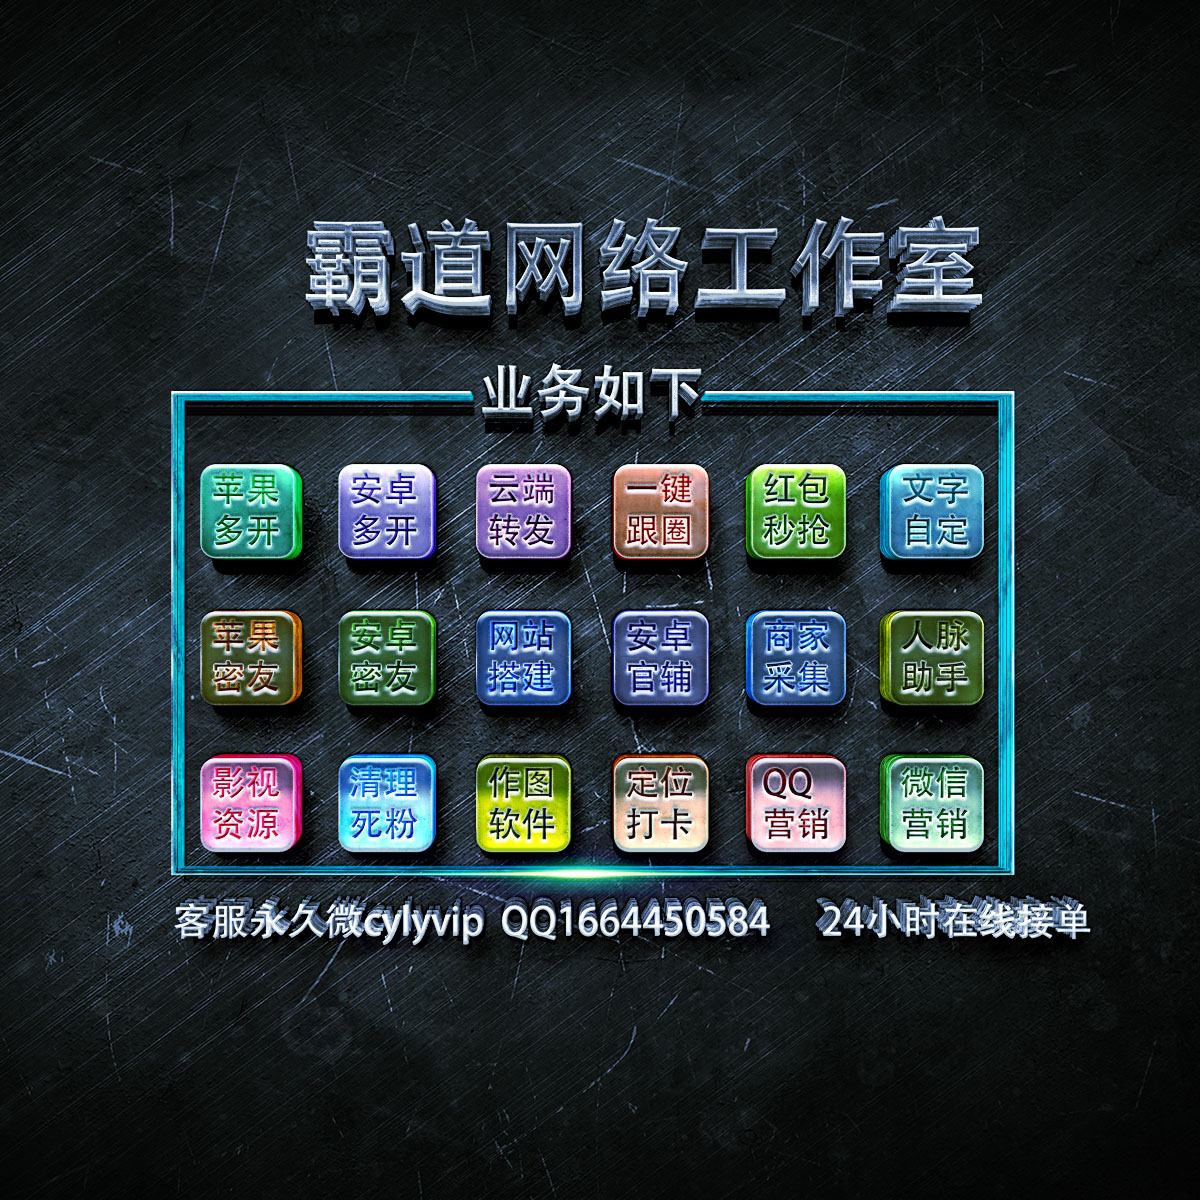 霸道网络工作室
业务如下
苹果多开
安卓多开
云端转发
一键跟圈
红包秒抢
文字自定
苹果密友
安卓密友
网站搭建
安卓官辅
商家采集
人脉助手
影视资源
清理死粉
作图软件
定位打卡
QQ营销
微信营销
客服永久微cylyvip QQ1664450584 24小时在线接单